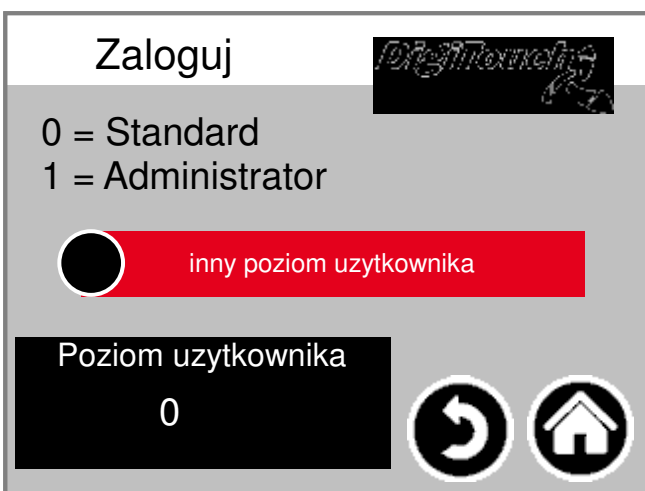 Zaloguj
DigiTouch
0 = Standard
1 = Administrator
inny poziom uzytkownika
Poziom uzytkownika
0